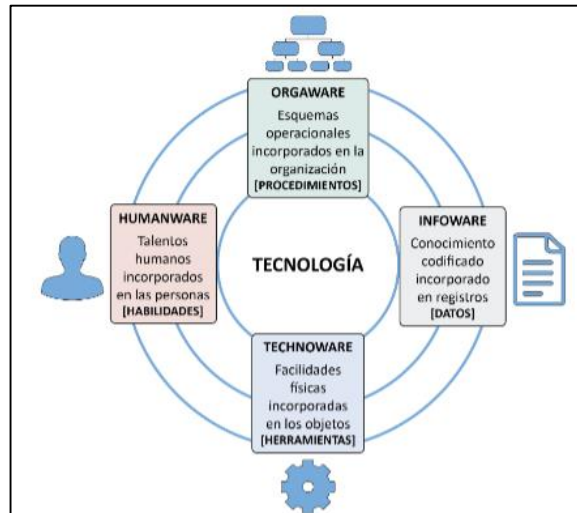 ORGAWARE
Esquemas
operacionales
incorporados en la
organización
[PROCEDIMIENTOS]
HUMANWARE
Talentos
humanos
incorporados
en las personas
[HABILIDADES]
TECNOLOGÍA
INFOWARE
Conocimiento
codificado
incorporado
en registros
[DATOS]
TECHNOWARE
Facilidades
físicas
incorporadas
en los objetos
[HERRAMIENTAS]